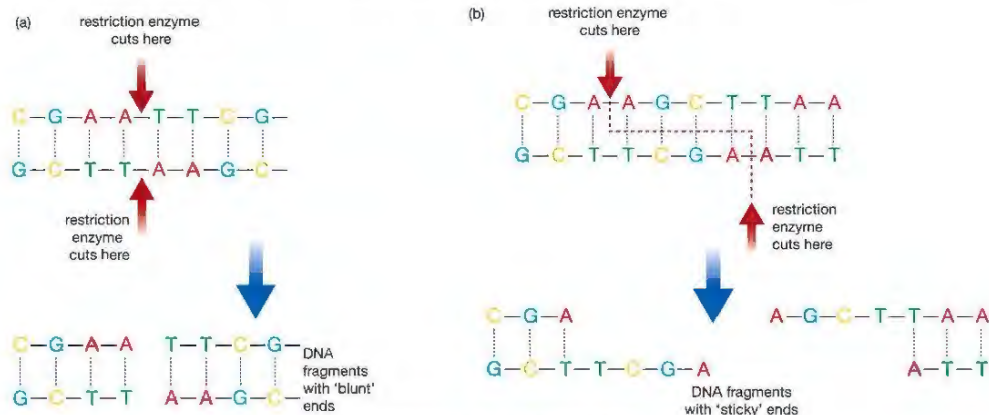 (a)
restriction enzyme
cuts here
C-G-A-A-T-T-C-G-
G-C-T-T-A-A-G-C-
restriction
enzyme
cuts here
C-G-A-A
T-T-C-G-
G-C-T-T
A-A-G-C-
DNA
fragments
with 'blunt'
ends
(b)
restriction enzyme
cuts here
C-G-A-A-G-C-T-T-A-A
G-C-T-T-C-G-A-A-T-T
restriction
enzyme
cuts here
C-G-A
A-G-C-T-T-A-A
G-C-T-T-C-G-A
A-T-T
DNA fragments
with 'sticky' ends